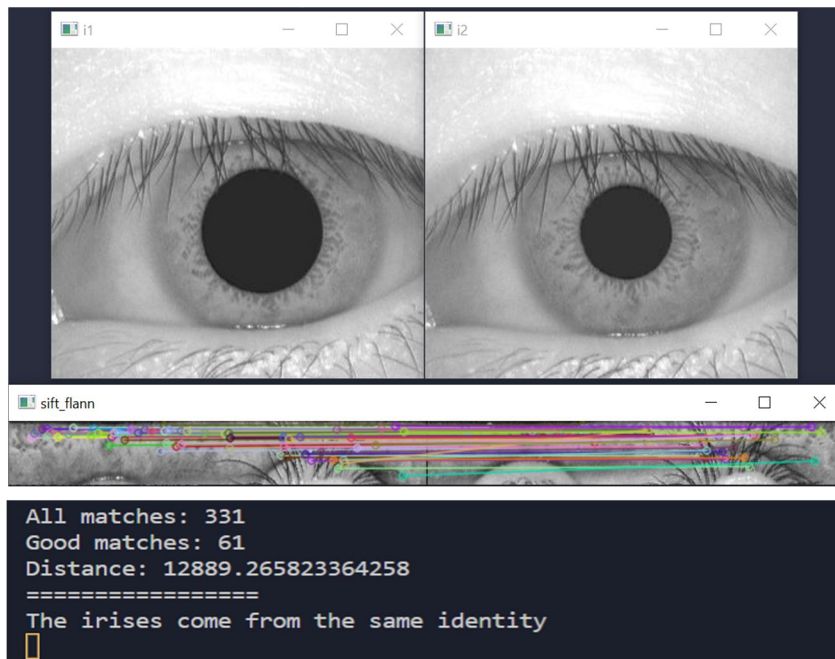 i1
i2
sift_flann
All matches: 331
Good matches: 61
Distance: 12889.265823364258
=================
The irises come from the same identity